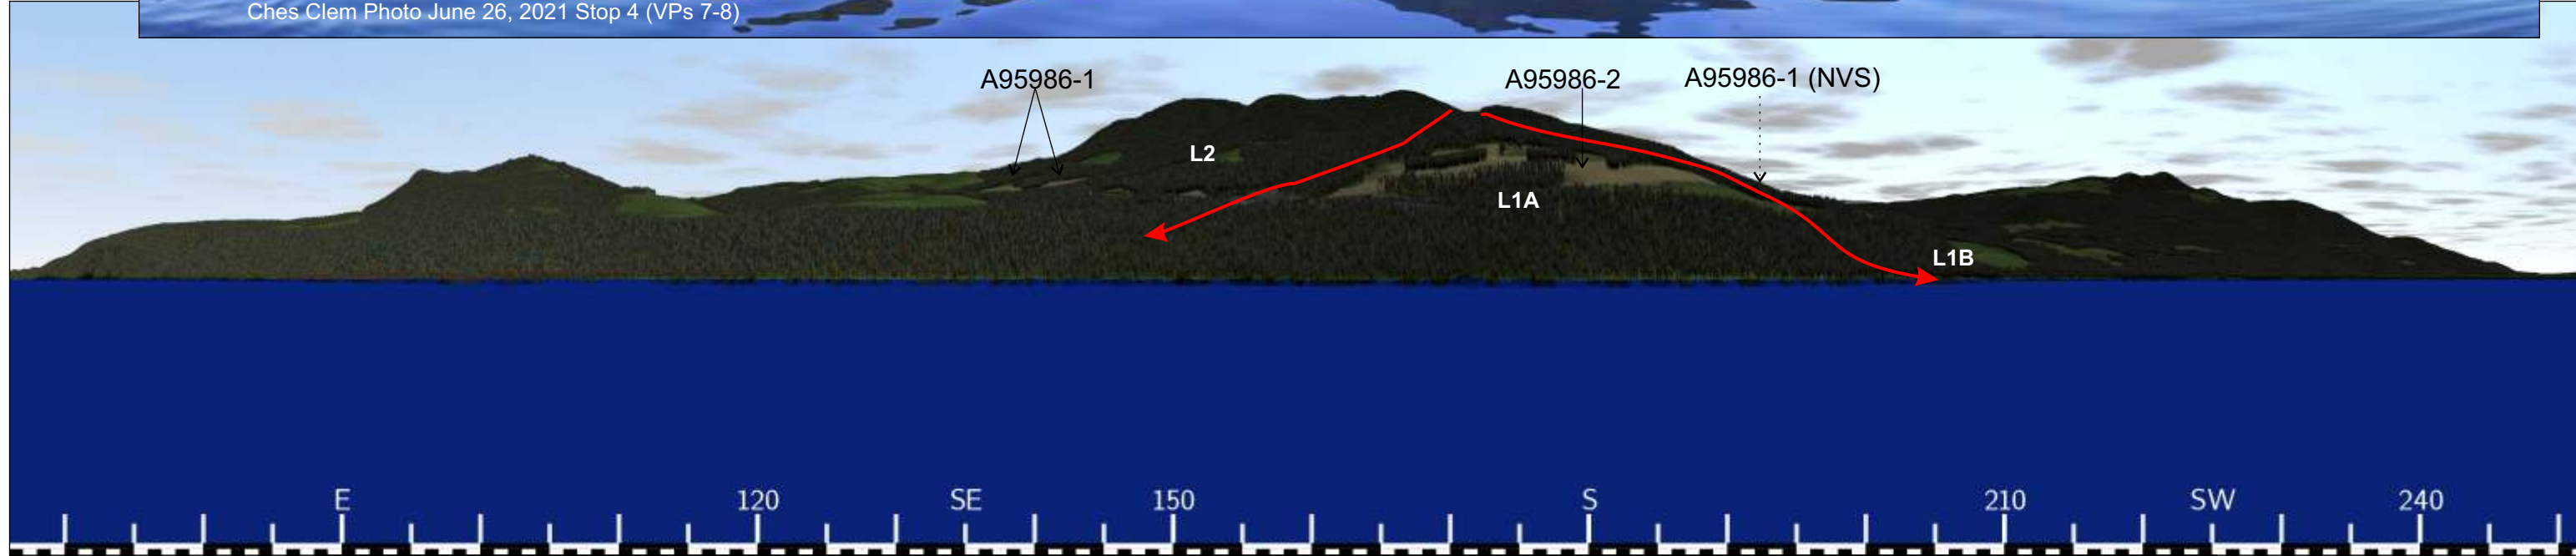 Ches Clem Photo June 26, 2021 Stop 4 (VPs 7-8)
A95986-1
A95986-2
A95986-1 (NVS)
L2
L1A
L1B
E
120
SE
150
S
210
SW
240